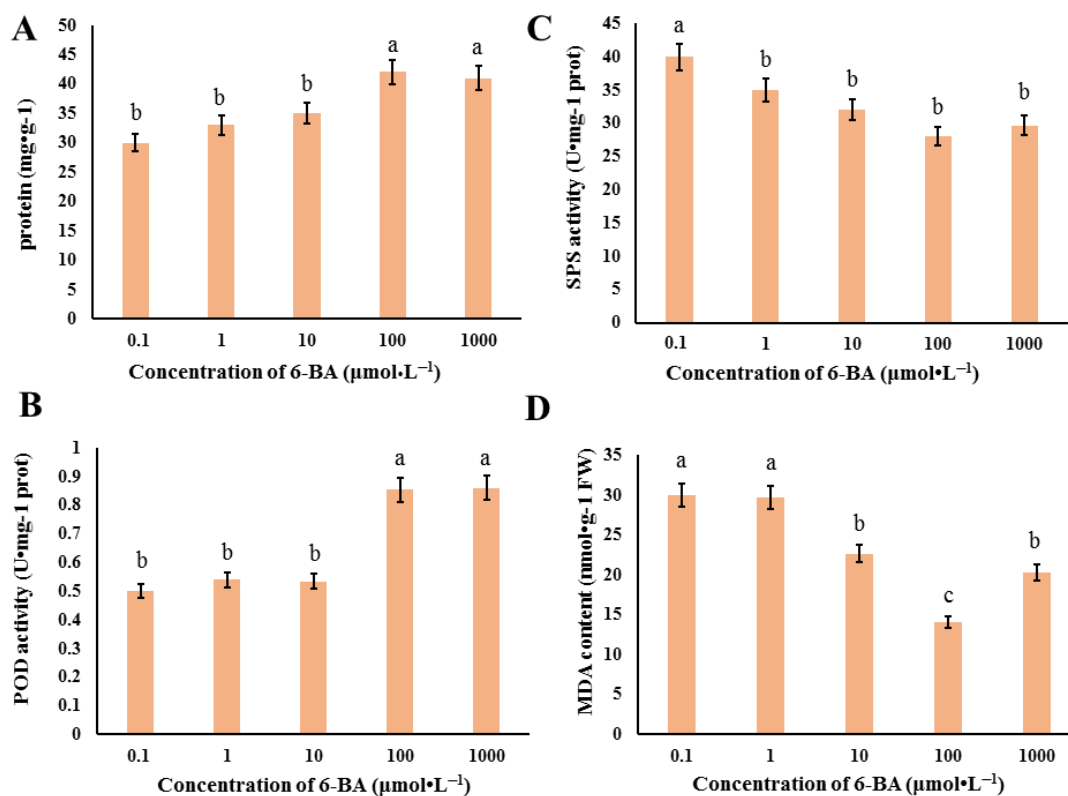 A
protein (mg•g-1)
50
45
40
35
30
25
20
15
10
5
0
b
b
b
a
a
0.1 1 10 100 1000
Concentration of 6-BA (μmol·L⁻¹)
C
SPS activity (U•mg-1 prot)
45
40
35
30
25
20
15
10
5
0
a
b
b
b
b
0.1 1 10 100 1000
Concentration of 6-BA (μmol•L⁻¹)
B
POD activity (U•mg-1 prot)
1
0.9
0.8
0.7
0.6
0.5
0.4
0.3
0.2
0.1
0
b
b
b
a
a
0.1 1 10 100 1000
Concentration of 6-BA (μmol•L⁻¹)
D
MDA content (nmol•g-1 FW)
35
30
25
20
15
10
5
0
a
a
b
c
b
0.1 1 10 100 1000
Concentration of 6-BA (μmol•L⁻¹)